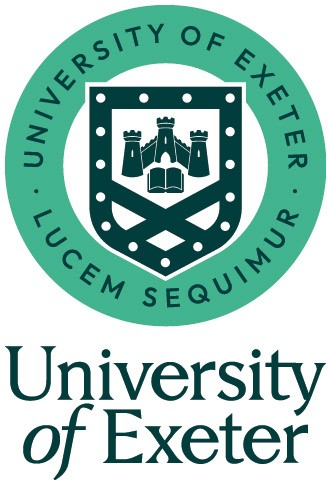 UNIVERSITY OF EXETER
· LUCEM SEQUIMUR ·
University
of Exeter